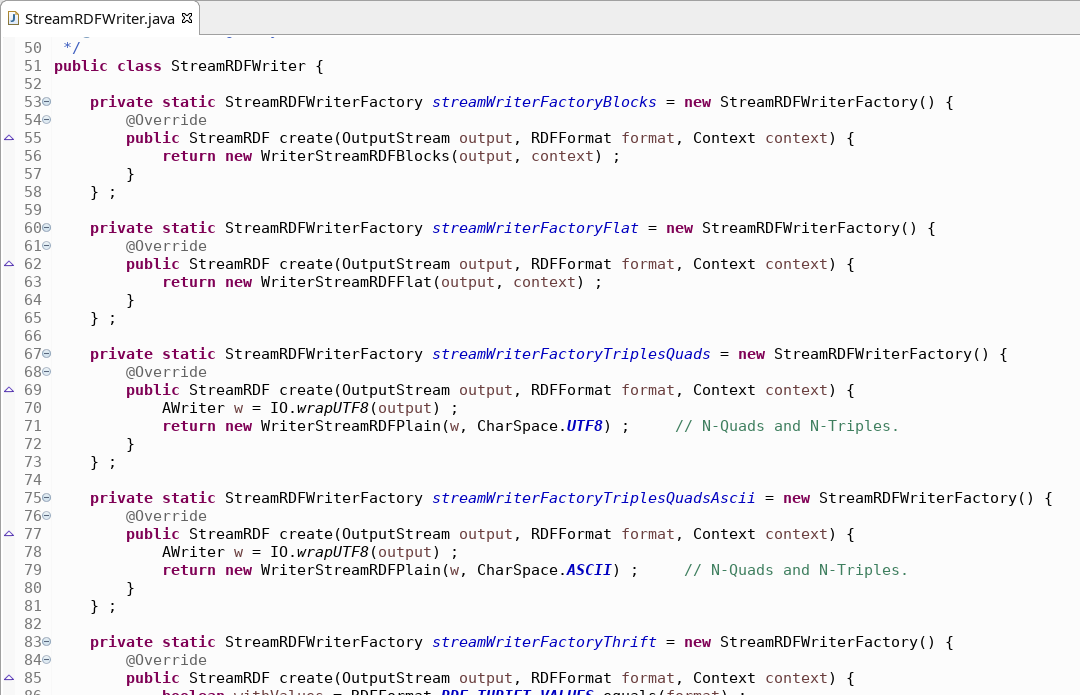 StreamRDFWriter.java
50  */
51 public class StreamRDFWriter {
52
53     private static StreamRDFWriterFactory streamWriterFactoryBlocks = new StreamRDFWriterFactory() {
54         @Override
55         public StreamRDF create(OutputStream output, RDFFormat format, Context context) {
56             return new WriterStreamRDFBlocks(output, context) ;
57         }
58     } ;
59
60     private static StreamRDFWriterFactory streamWriterFactoryFlat = new StreamRDFWriterFactory() {
61         @Override
62         public StreamRDF create(OutputStream output, RDFFormat format, Context context) {
63             return new WriterStreamRDFFlat(output, context) ;
64         }
65     } ;
66
67     private static StreamRDFWriterFactory streamWriterFactoryTriplesQuads = new StreamRDFWriterFactory() {
68         @Override
69         public StreamRDF create(OutputStream output, RDFFormat format, Context context) {
70             AWriter w = IO.wrapUTF8(output) ;
71             return new WriterStreamRDFPlain(w, CharSpace.UTF8) ;     // N-Quads and N-Triples.
72         }
73     } ;
74
75     private static StreamRDFWriterFactory streamWriterFactoryTriplesQuadsAscii = new StreamRDFWriterFactory() {
76         @Override
77         public StreamRDF create(OutputStream output, RDFFormat format, Context context) {
78             AWriter w = IO.wrapUTF8(output) ;
79             return new WriterStreamRDFPlain(w, CharSpace.ASCII) ;     // N-Quads and N-Triples.
80         }
81     } ;
82
83     private static StreamRDFWriterFactory streamWriterFactoryThrift = new StreamRDFWriterFactory() {
84         @Override
85         public StreamRDF create(OutputStream output, RDFFormat format, Context context) {
86             boolean withValues = RDFFormat.RDF_THRIFT_VALUES.equals(format) ;